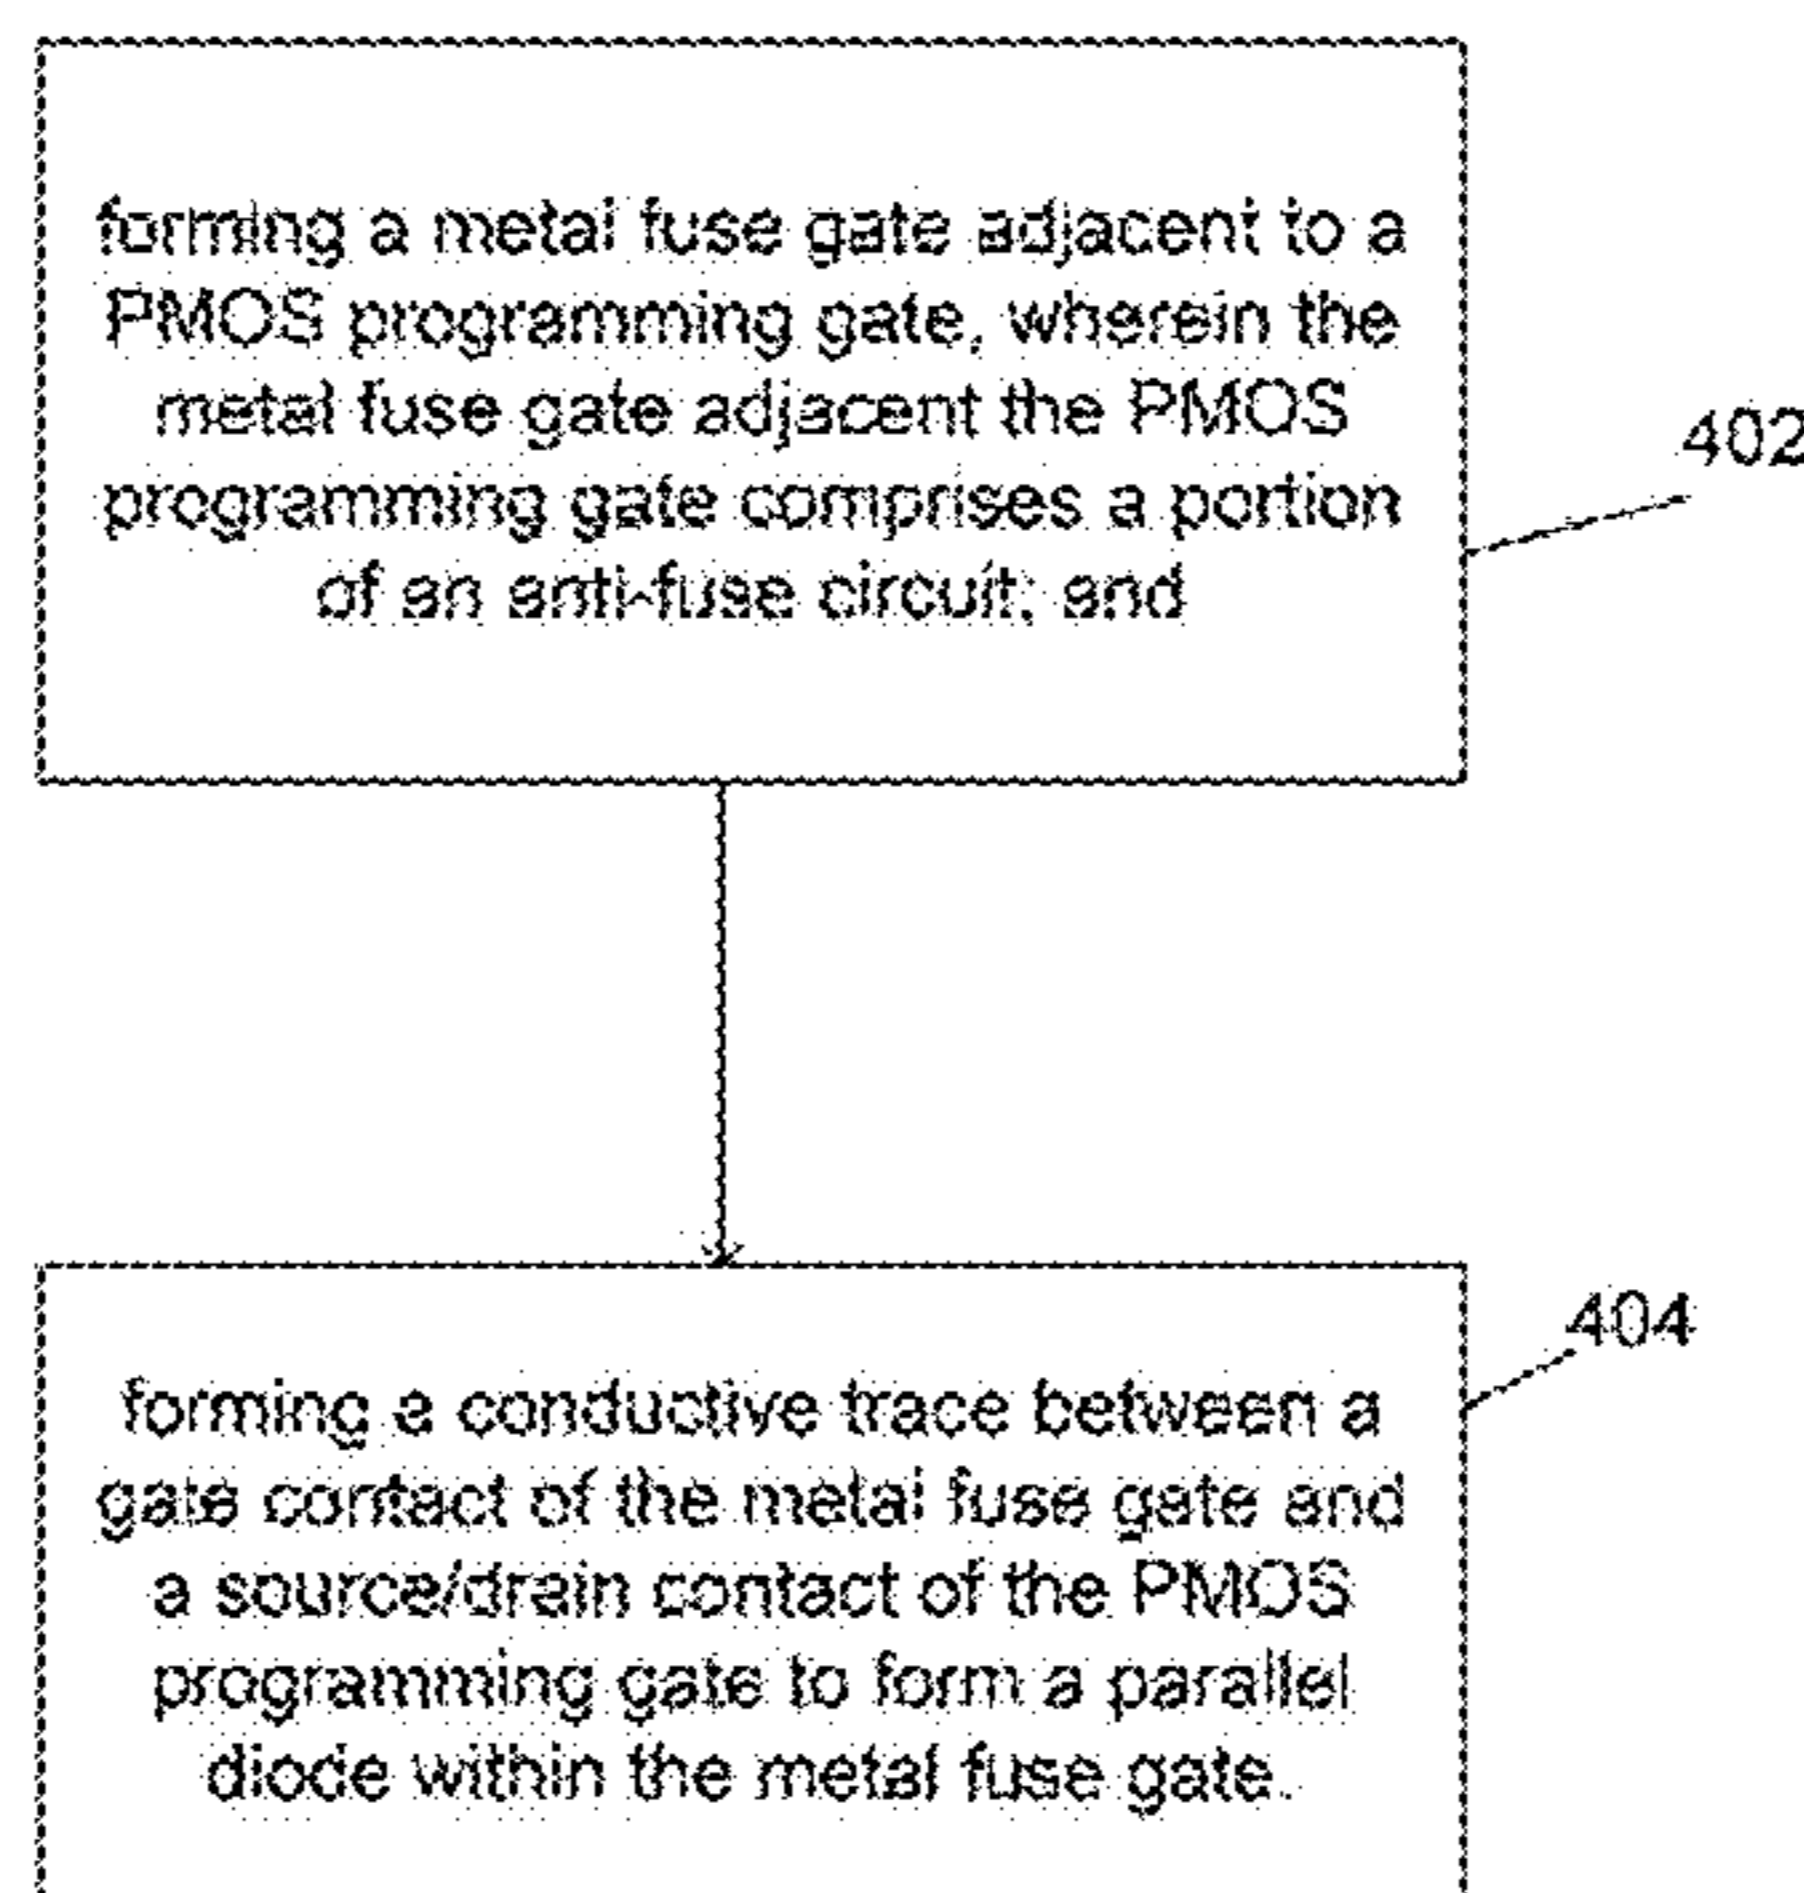 forming a metal fuse gate adjacent to a
PMOS programming gate, wherein the
metal fuse gate adjacent the PMOS
programming gate comprises a portion
of an anti-fuse circuit; and
402
404
forming a conductive trace between a
gate contact of the metal fuse gate and
a source/drain contact of the PMOS
programming gate to form a parallel
diode within the metal fuse gate.